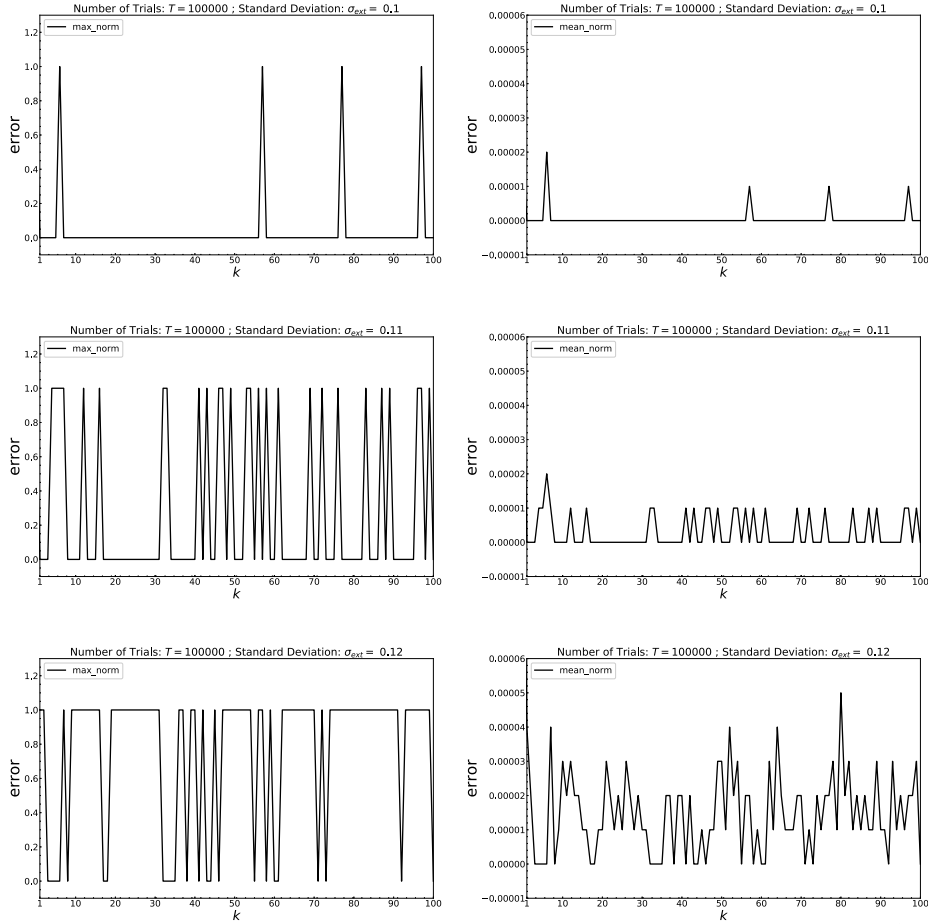 Number of Trials: T = 100000 ; Standard Deviation: σext = 0.1
max_norm
error
1.2
1.0
0.8
0.6
0.4
0.2
0.0
1 10 20 30 40 50 60 70 80 90 100
k
Number of Trials: T = 100000 ; Standard Deviation: σext = 0.1
mean_norm
error
0.00006
0.00005
0.00004
0.00003
0.00002
0.00001
0.00000
−0.00001
1 10 20 30 40 50 60 70 80 90 100
k
Number of Trials: T = 100000 ; Standard Deviation: σext = 0.11
max_norm
error
1.2
1.0
0.8
0.6
0.4
0.2
0.0
1 10 20 30 40 50 60 70 80 90 100
k
Number of Trials: T = 100000 ; Standard Deviation: σext = 0.11
mean_norm
error
0.00006
0.00005
0.00004
0.00003
0.00002
0.00001
0.00000
−0.00001
1 10 20 30 40 50 60 70 80 90 100
k
Number of Trials: T = 100000 ; Standard Deviation: σext = 0.12
max_norm
error
1.2
1.0
0.8
0.6
0.4
0.2
0.0
1 10 20 30 40 50 60 70 80 90 100
k
Number of Trials: T = 100000 ; Standard Deviation: σext = 0.12
mean_norm
error
0.00006
0.00005
0.00004
0.00003
0.00002
0.00001
0.00000
−0.00001
1 10 20 30 40 50 60 70 80 90 100
k